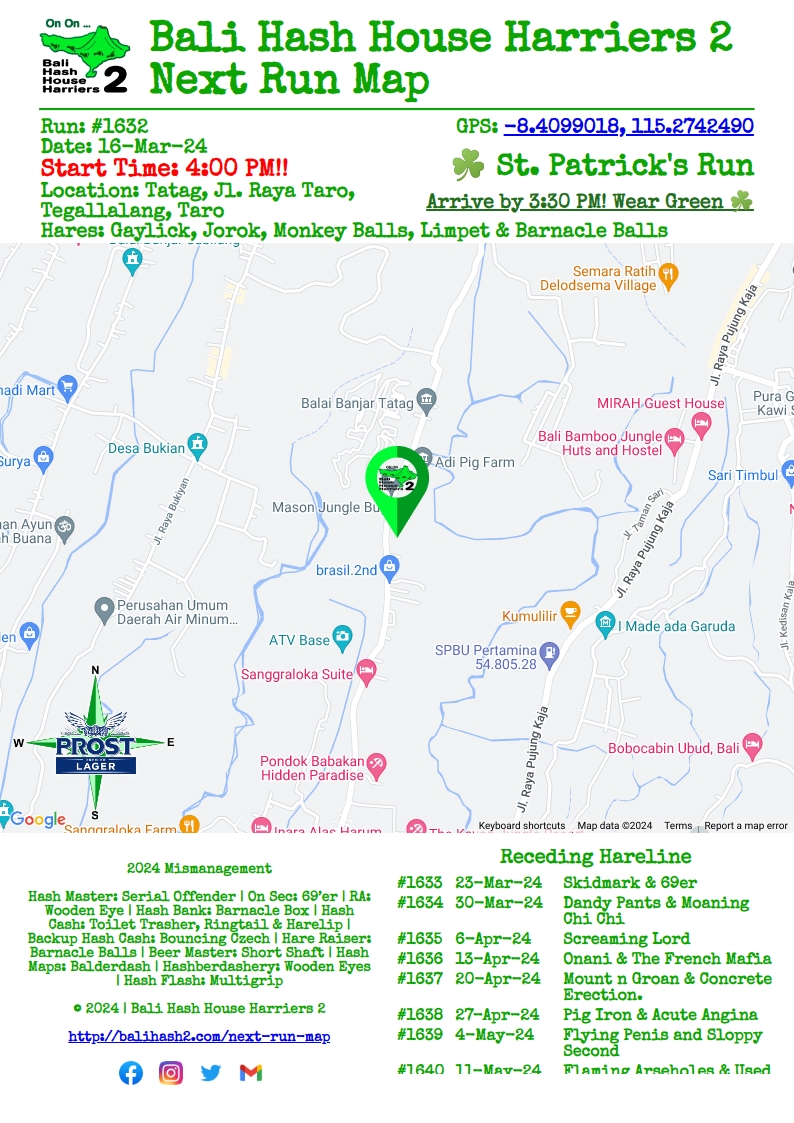 On On ...
Bali
Hash
House
Harriers 2
Bali Hash House Harriers 2
Next Run Map
Run: #1632
Date: 16-Mar-24
Start Time: 4:00 PM!!
Location: Tatag, Jl. Raya Taro,
Tegallalang, Taro
GPS: -8.4099018, 115.2742490
St. Patrick's Run
Arrive by 3:30 PM! Wear Green
Hares: Gaylick, Jorok, Monkey Balls, Limpet & Barnacle Balls
Semara Ratih
Delodsema Village
Jl. Raya Pujung Kaja
adi Mart
Balai Banjar Tatag
MIRAH Guest House
Pura G
Kawi S
Desa Bukian
Bali Bamboo Jungle
Huts and Hostel
Surya
Adi Pig Farm
Sari Timbul
2
Mason Jungle Bu
Jl. Raya Bukiyan
Jl. Taman Sari
Jl. Raya Pujung Kaja
an Ayun
h Buana
brasil.2nd
Jl. Kedisan Kaja
Perusahan Umum
Daerah Air Minum...
Kumulilir
I Made ada Garuda
en
ATV Base
SPBU Pertamina
54.805.28
Sanggraloka Suite
N
W
E
S
PROST
LAGER
Jl. Raya Pujung Kaja
Bobocabin Ubud, Bali
Pondok Babakan
Hidden Paradise
Google
Sanggraloka Farm
Inara Alas Harum
Keyboard shortcuts
Map data ©2024
Terms
Report a map error
2024 Mismanagement
Hash Master: Serial Offender | On Sec: 69'er | RA:
Wooden Eye | Hash Bank: Barnacle Box | Hash
Cash: Toilet Trasher, Ringtail & Harelip |
Backup Hash Cash: Bouncing Czech | Hare Raiser:
Barnacle Balls | Beer Master: Short Shaft | Hash
Maps: Balderdash | Hashberdashery: Wooden Eyes
| Hash Flash: Multigrip
© 2024 | Bali Hash House Harriers 2
http://balihash2.com/next-run-map
Receding Hareline
#1633 23-Mar-24 Skidmark & 69er
#1634 30-Mar-24 Dandy Pants & Moaning
Chi Chi
#1635 6-Apr-24 Screaming Lord
#1636 13-Apr-24 Onani & The French Mafia
#1637 20-Apr-24 Mount n Groan & Concrete
Erection.
#1638 27-Apr-24 Pig Iron & Acute Angina
#1639 4-May-24 Flying Penis and Sloppy
Second
#1640 11-May-24 Flaming Arseholes & Used